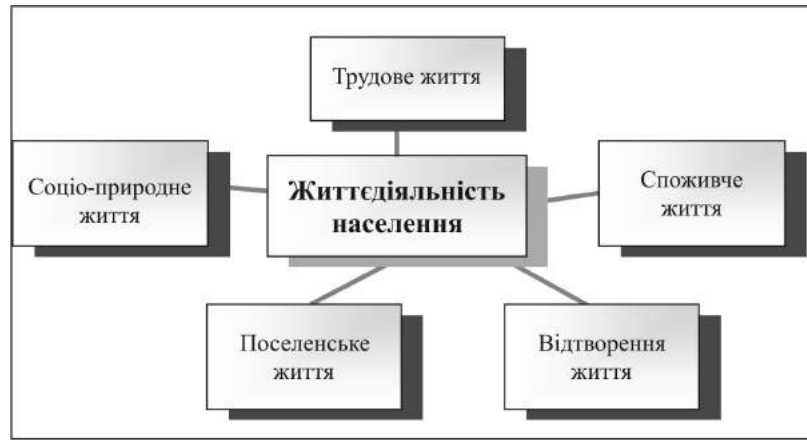 Трудове життя
Соціо-природне
життя
Життєдіяльність
населення
Споживче
життя
Поселенське
життя
Відтворення
життя